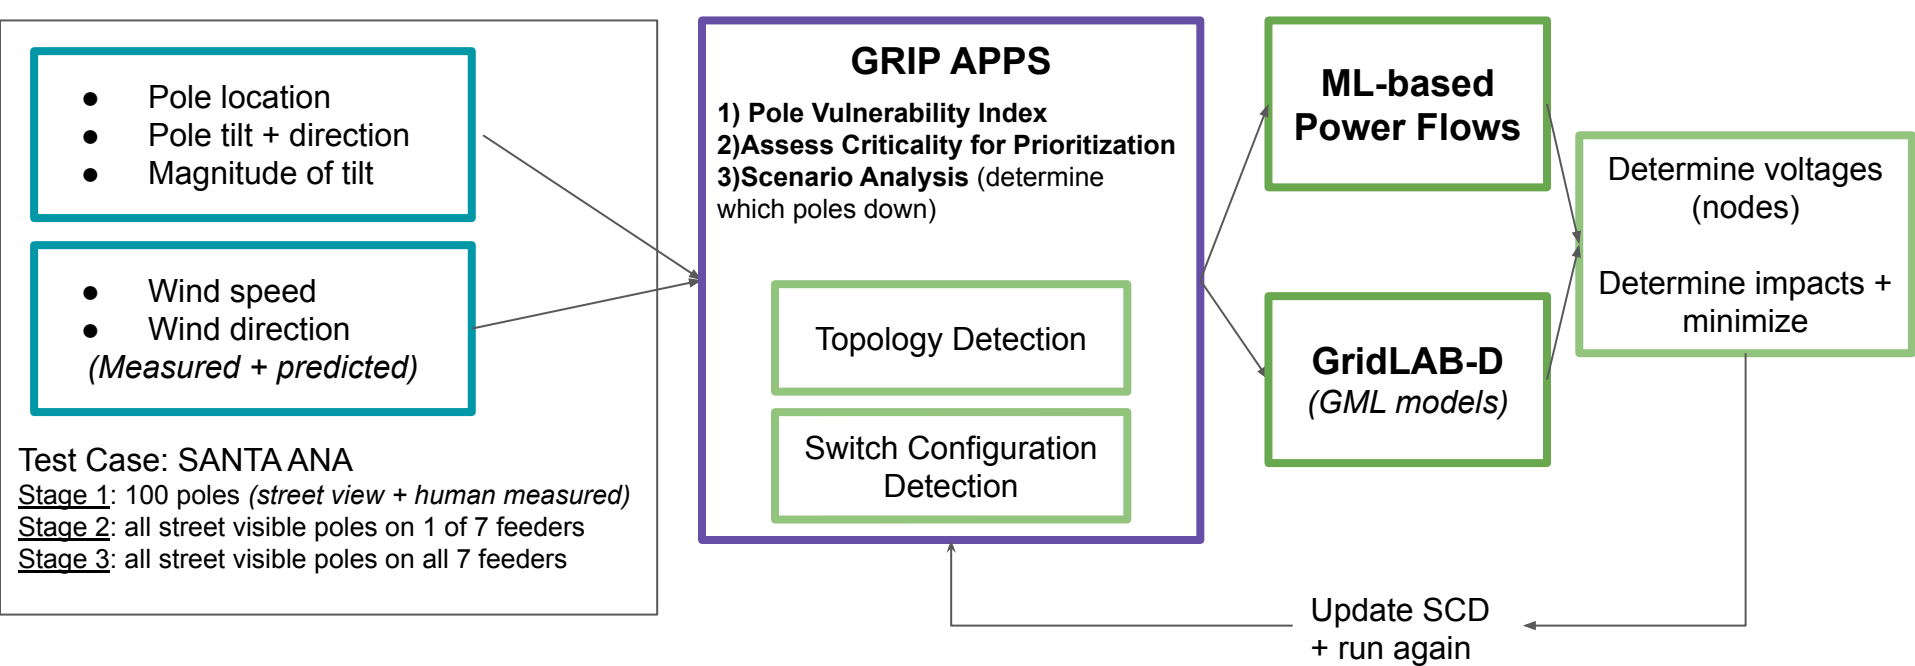 ● Pole location
● Pole tilt + direction
● Magnitude of tilt
● Wind speed
● Wind direction
(Measured + predicted)
Test Case: SANTA ANA
Stage 1: 100 poles (street view + human measured)
Stage 2: all street visible poles on 1 of 7 feeders
Stage 3: all street visible poles on all 7 feeders
GRIP APPS
1) Pole Vulnerability Index
2)Assess Criticality for Prioritization
3)Scenario Analysis (determine
which poles down)
Topology Detection
Switch Configuration
Detection
ML-based
Power Flows
GridLAB-D
(GML models)
Determine voltages
(nodes)
Determine impacts +
minimize
Update SCD
+ run again